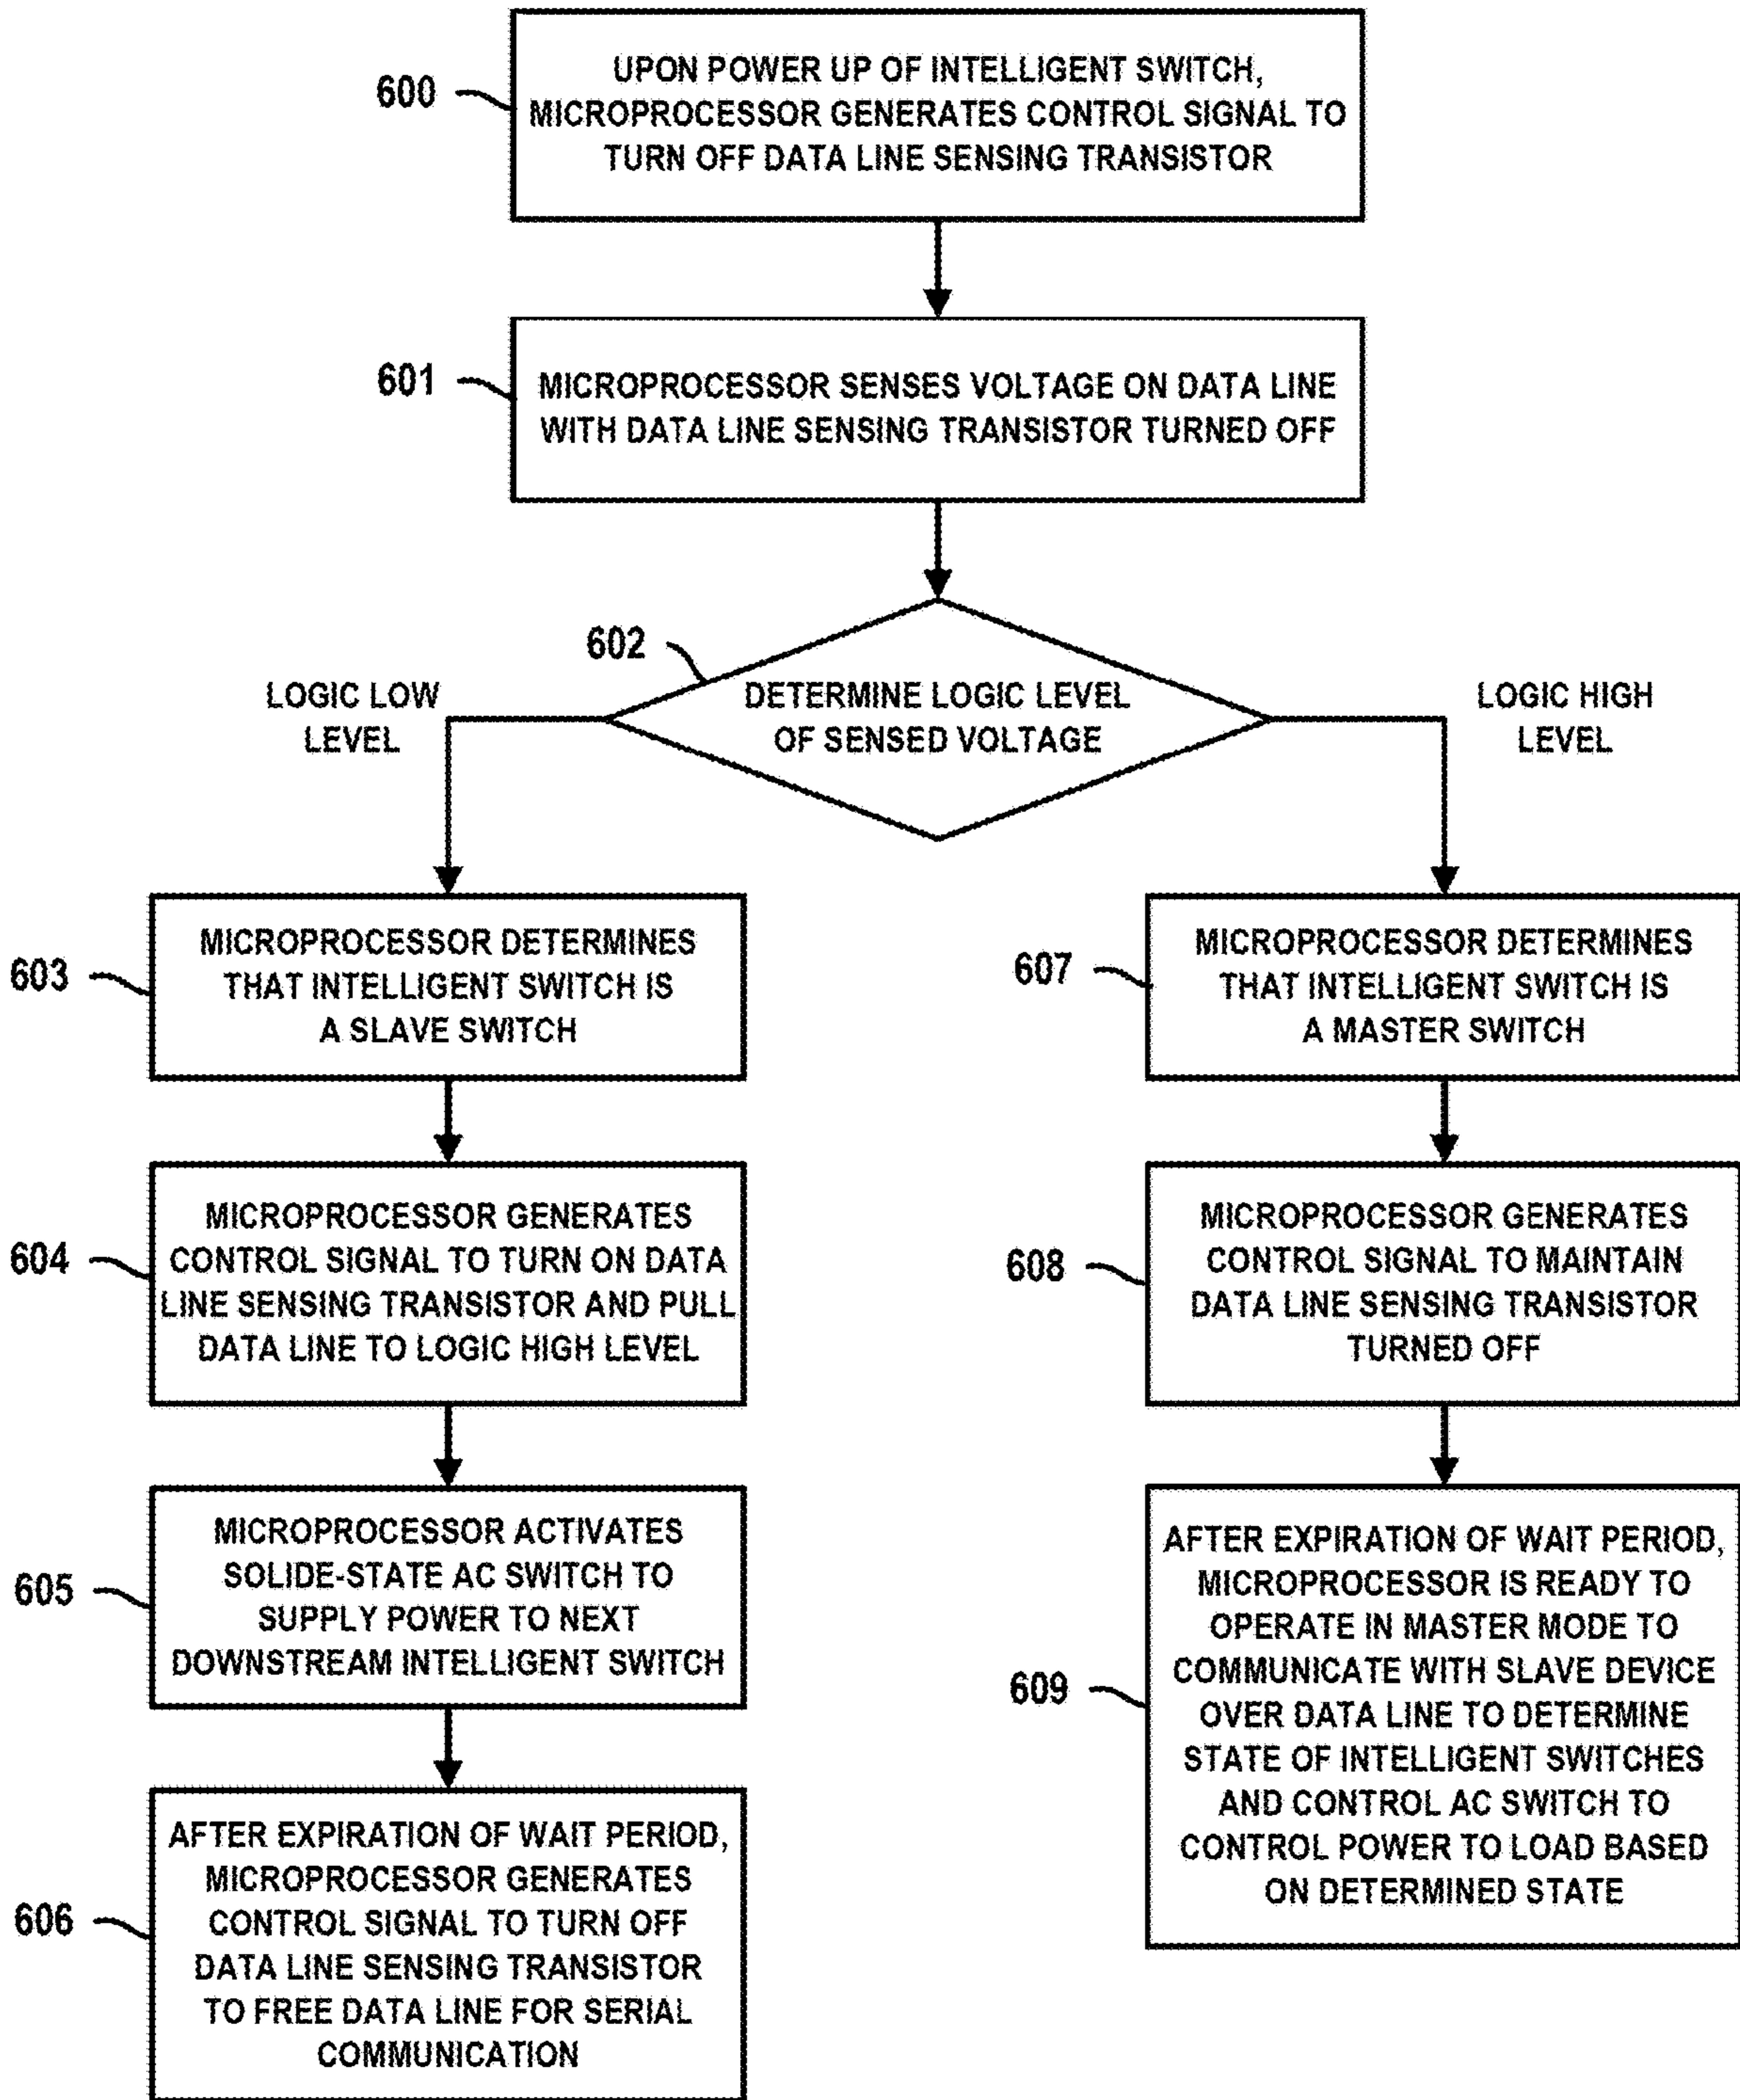 600
UPON POWER UP OF INTELLIGENT SWITCH,
MICROPROCESSOR GENERATES CONTROL SIGNAL TO
TURN OFF DATA LINE SENSING TRANSISTOR
601
MICROPROCESSOR SENSES VOLTAGE ON DATA LINE
WITH DATA LINE SENSING TRANSISTOR TURNED OFF
602
DETERMINE LOGIC LEVEL
OF SENSED VOLTAGE
LOGIC LOW
LEVEL
LOGIC HIGH
LEVEL
603
MICROPROCESSOR DETERMINES
THAT INTELLIGENT SWITCH IS
A SLAVE SWITCH
604
MICROPROCESSOR GENERATES
CONTROL SIGNAL TO TURN ON DATA
LINE SENSING TRANSISTOR AND PULL
DATA LINE TO LOGIC HIGH LEVEL
605
MICROPROCESSOR ACTIVATES
SOLIDE-STATE AC SWITCH TO
SUPPLY POWER TO NEXT
DOWNSTREAM INTELLIGENT SWITCH
606
AFTER EXPIRATION OF WAIT PERIOD,
MICROPROCESSOR GENERATES
CONTROL SIGNAL TO TURN OFF
DATA LINE SENSING TRANSISTOR
TO FREE DATA LINE FOR SERIAL
COMMUNICATION
607
MICROPROCESSOR DETERMINES
THAT INTELLIGENT SWITCH IS
A MASTER SWITCH
608
MICROPROCESSOR GENERATES
CONTROL SIGNAL TO MAINTAIN
DATA LINE SENSING TRANSISTOR
TURNED OFF
609
AFTER EXPIRATION OF WAIT PERIOD,
MICROPROCESSOR IS READY TO
OPERATE IN MASTER MODE TO
COMMUNICATE WITH SLAVE DEVICE
OVER DATA LINE TO DETERMINE
STATE OF INTELLIGENT SWITCHES
AND CONTROL AC SWITCH TO
CONTROL POWER TO LOAD BASED
ON DETERMINED STATE